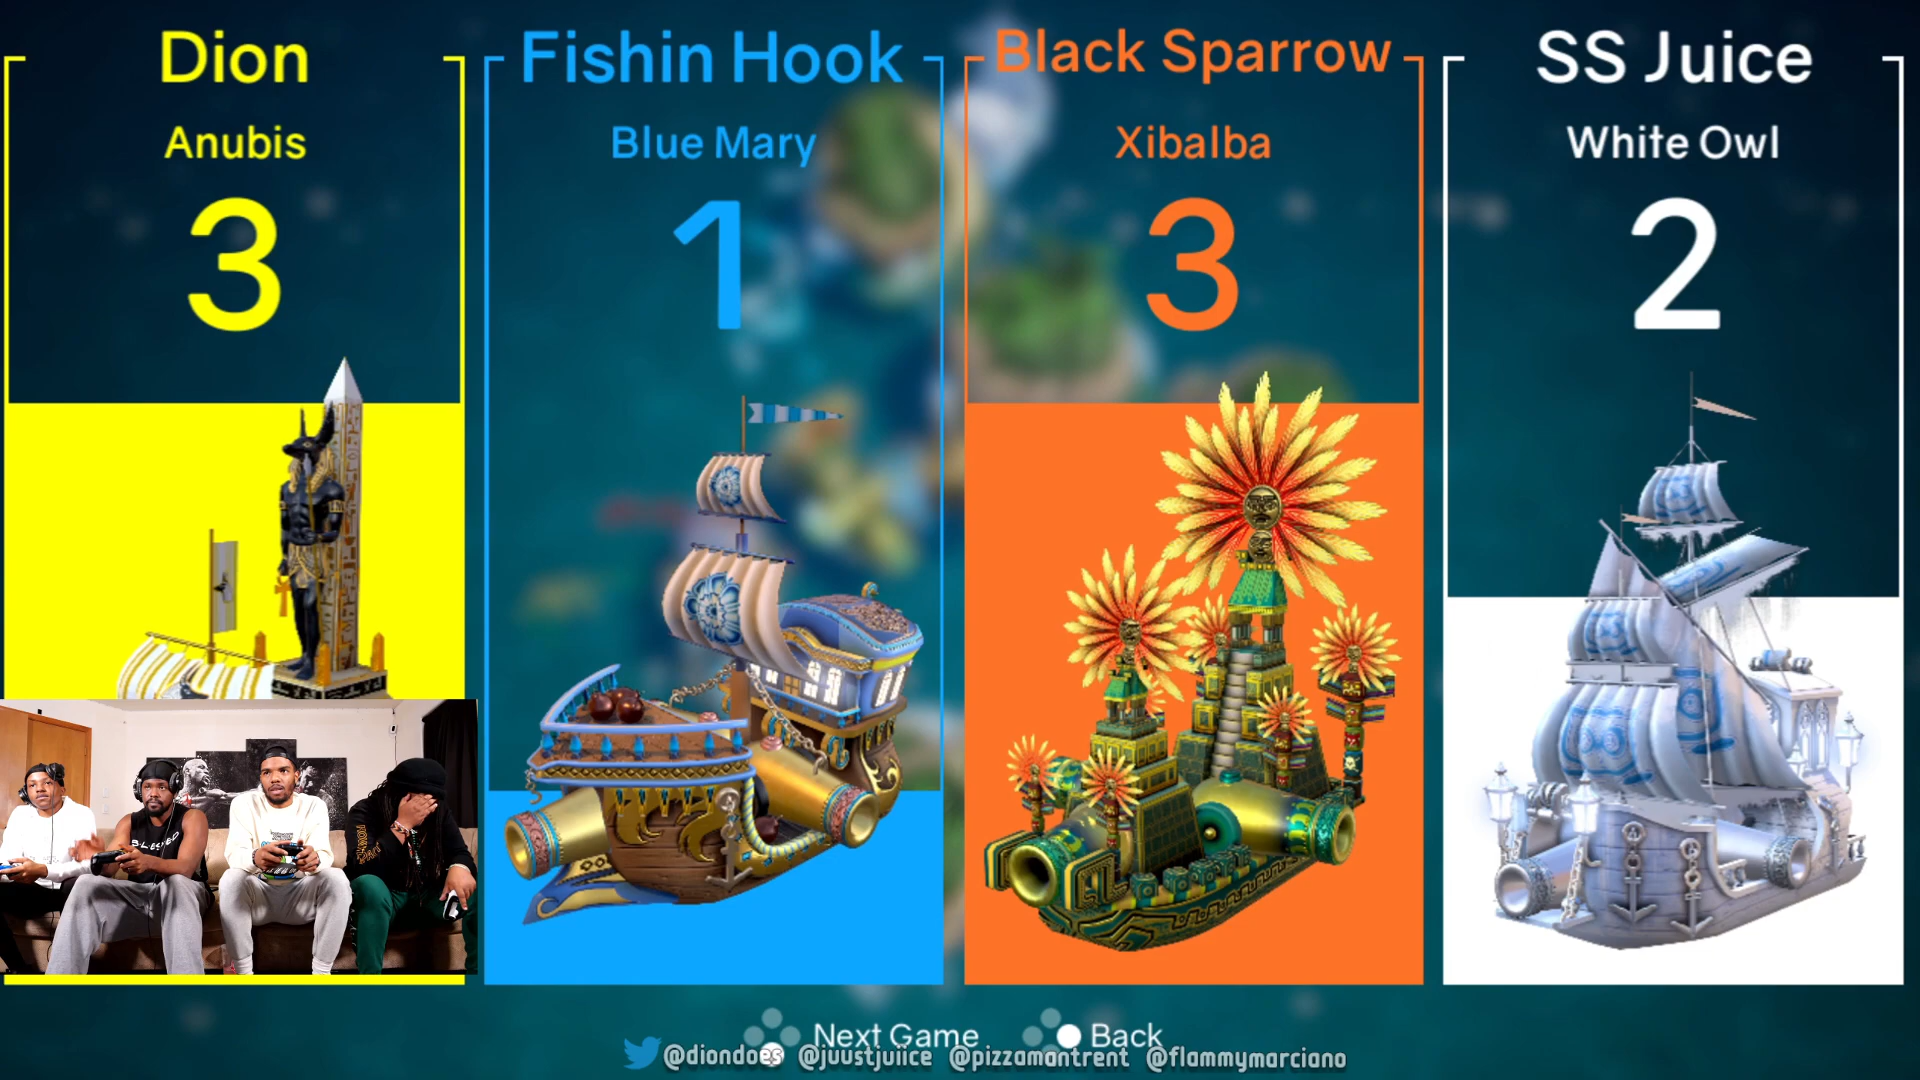 Dion
Anubis
3
Fishin Hook
Blue Mary
1
Black Sparrow
Xibalba
3
SS Juice
White Owl
2
Next Game
Back
@diondoes @juustjuiice @pizzamantrent @flammymarciano